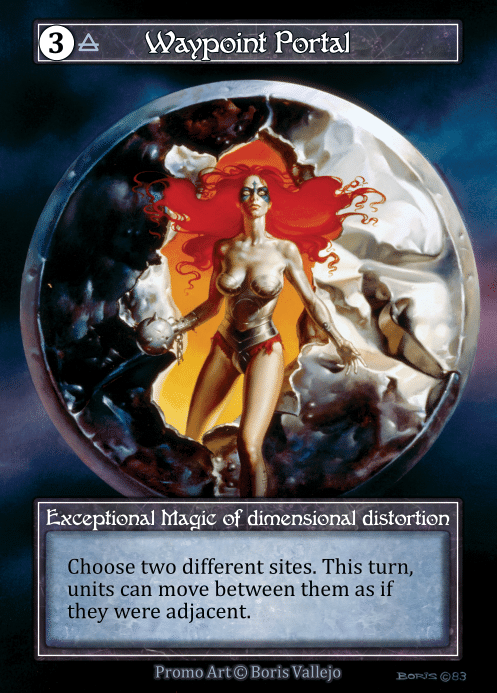 3 Waypoint Portal
Exceptional Magic of dimensional distortion
Choose two different sites. This turn,
units can move between them as if
they were adjacent.
Promo Art © Boris Vallejo
BORIS ©83